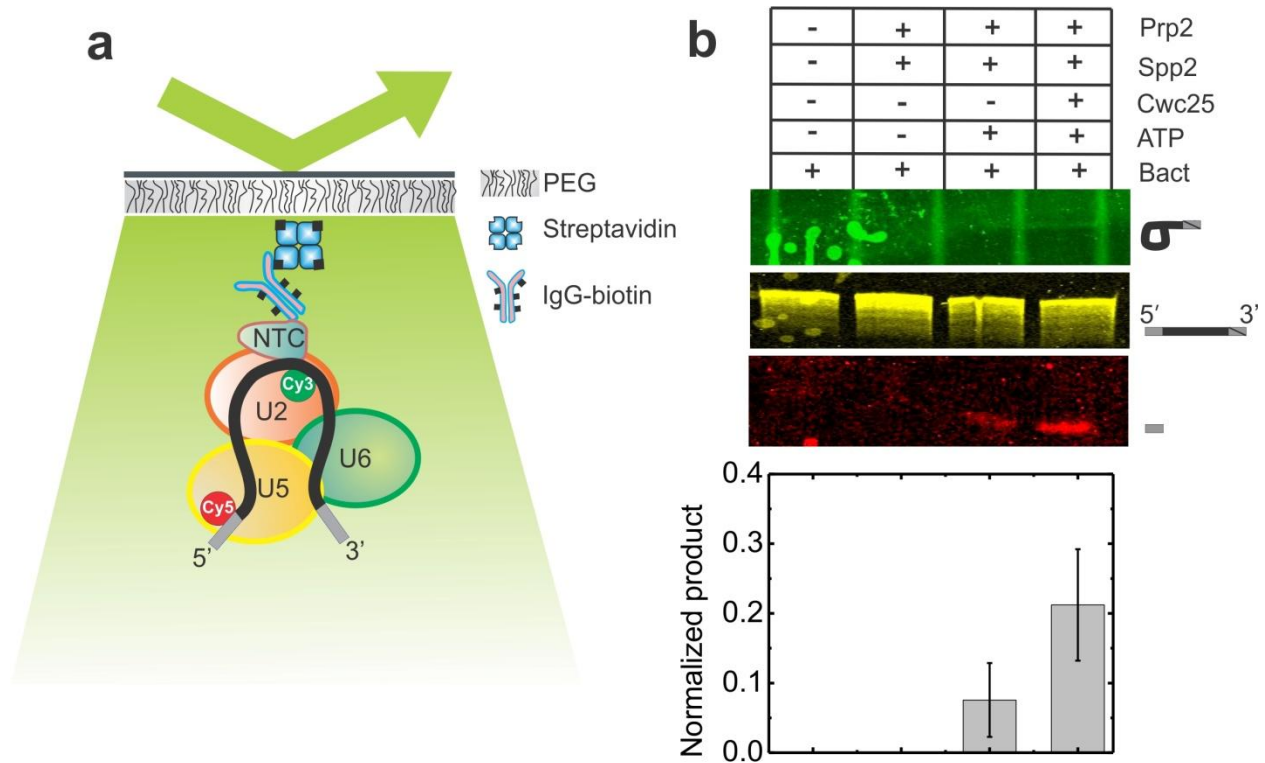 a
PEG
Streptavidin
IgG-biotin
NTC
Cy3
U2
U6
U5
Cy5
5’
3’
b
- + + + Prp2
- + + + Spp2
- - - + Cwc25
- - + + ATP
+ + + + Bact
5′ 3′
Normalized product
0.4
0.3
0.2
0.1
0.0